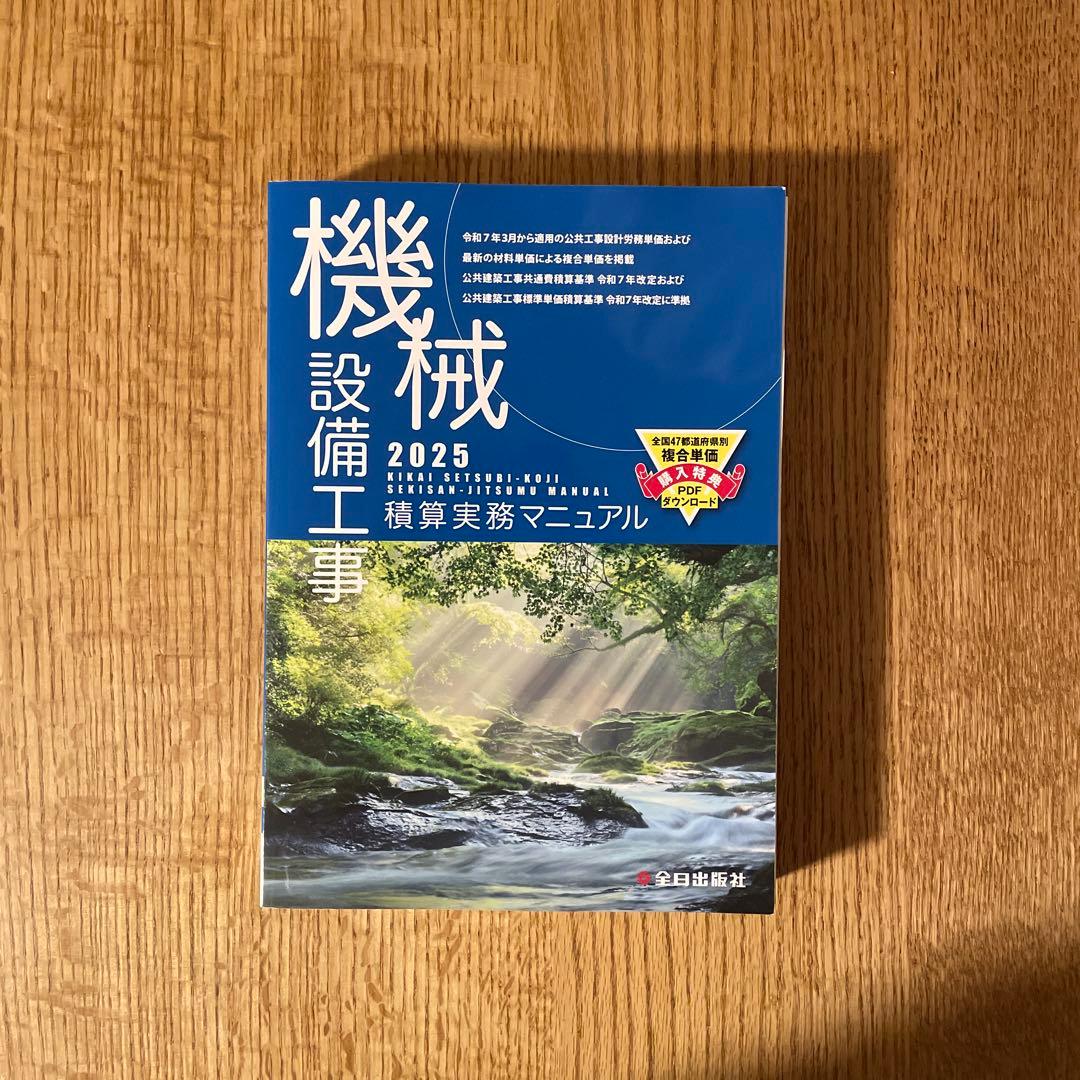 機械
設備工事
令和7年3月から適用の公共工事設計労務単価および
最新の材料単価による複合単価を掲載
公共建築工事共通費積算基準 令和7年改定および
公共建築工事標準単価積算基準 令和7年改定に準拠
2025
KIKAI SETSUBI-KOJI
SEKISAN-JITSUMU MANUAL
積算実務マニュアル
全国47都道府県別
複合単価
購入特典
PDF
ダウンロード
全日出版社